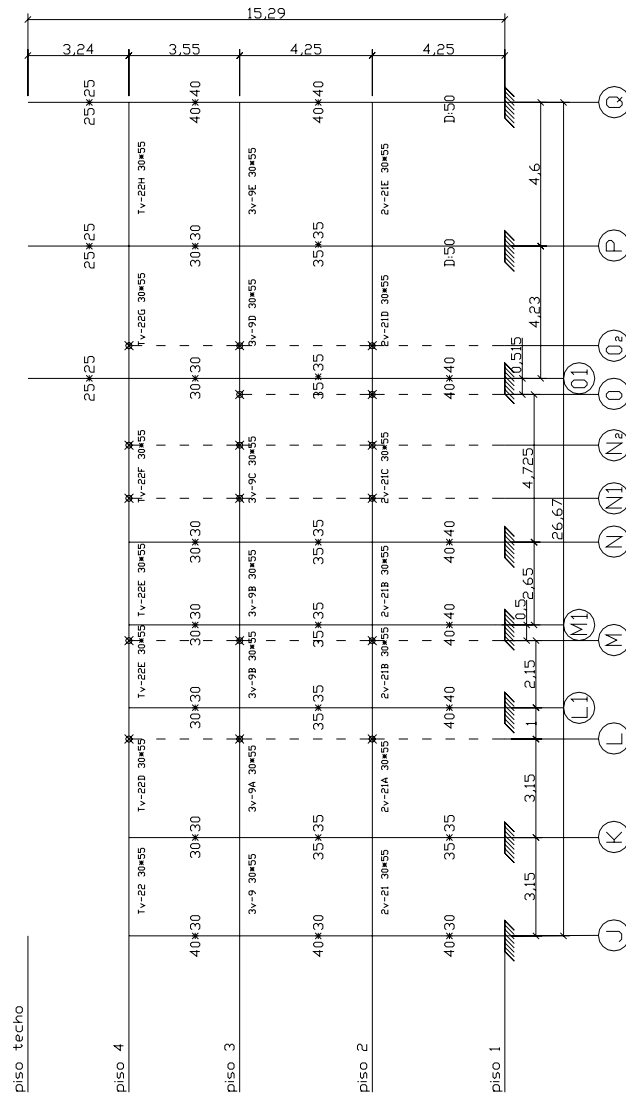 piso techo
25*25
25*25
25*25
3,24
15,29
piso 4
Tv-22 30*55
Tv-22D 30*55
Tv-22E 30*55
Tv-22E 30*55
Tv-22F 30*55
Tv-22G 30*55
Tv-22H 30*55
40*30
30*30
30*30
30*30
30*30
30*30
30*30
40*40
3,55
piso 3
3v-9 30*55
3v-9A 30*55
3v-9B 30*55
3v-9B 30*55
3v-9C 30*55
3v-9D 30*55
3v-9E 30*55
40*30
35*35
35*35
35*35
35*35
35*35
35*35
40*40
4,25
piso 2
2v-21 30*55
2v-21A 30*55
2v-21B 30*55
2v-21B 30*55
2v-21C 30*55
2v-21D 30*55
2v-21E 30*55
40*30
35*35
40*40
40*40
40*40
40*40
D:50
D:50
4,25
piso 1
3,15
3,15
1
2,15
0,5
2,65
4,725
0,515
4,23
4,6
26,67
L1
M1
O1
J
K
L
M
N
N1
N2
O
O2
P
Q